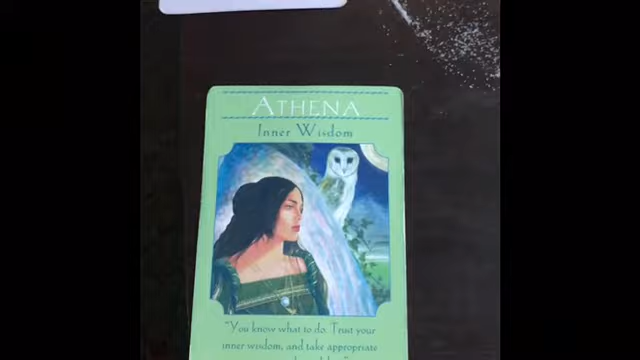 ATHENA
Inner Wisdom
"You know what to do. Trust your
inner wisdom, and take appropriate